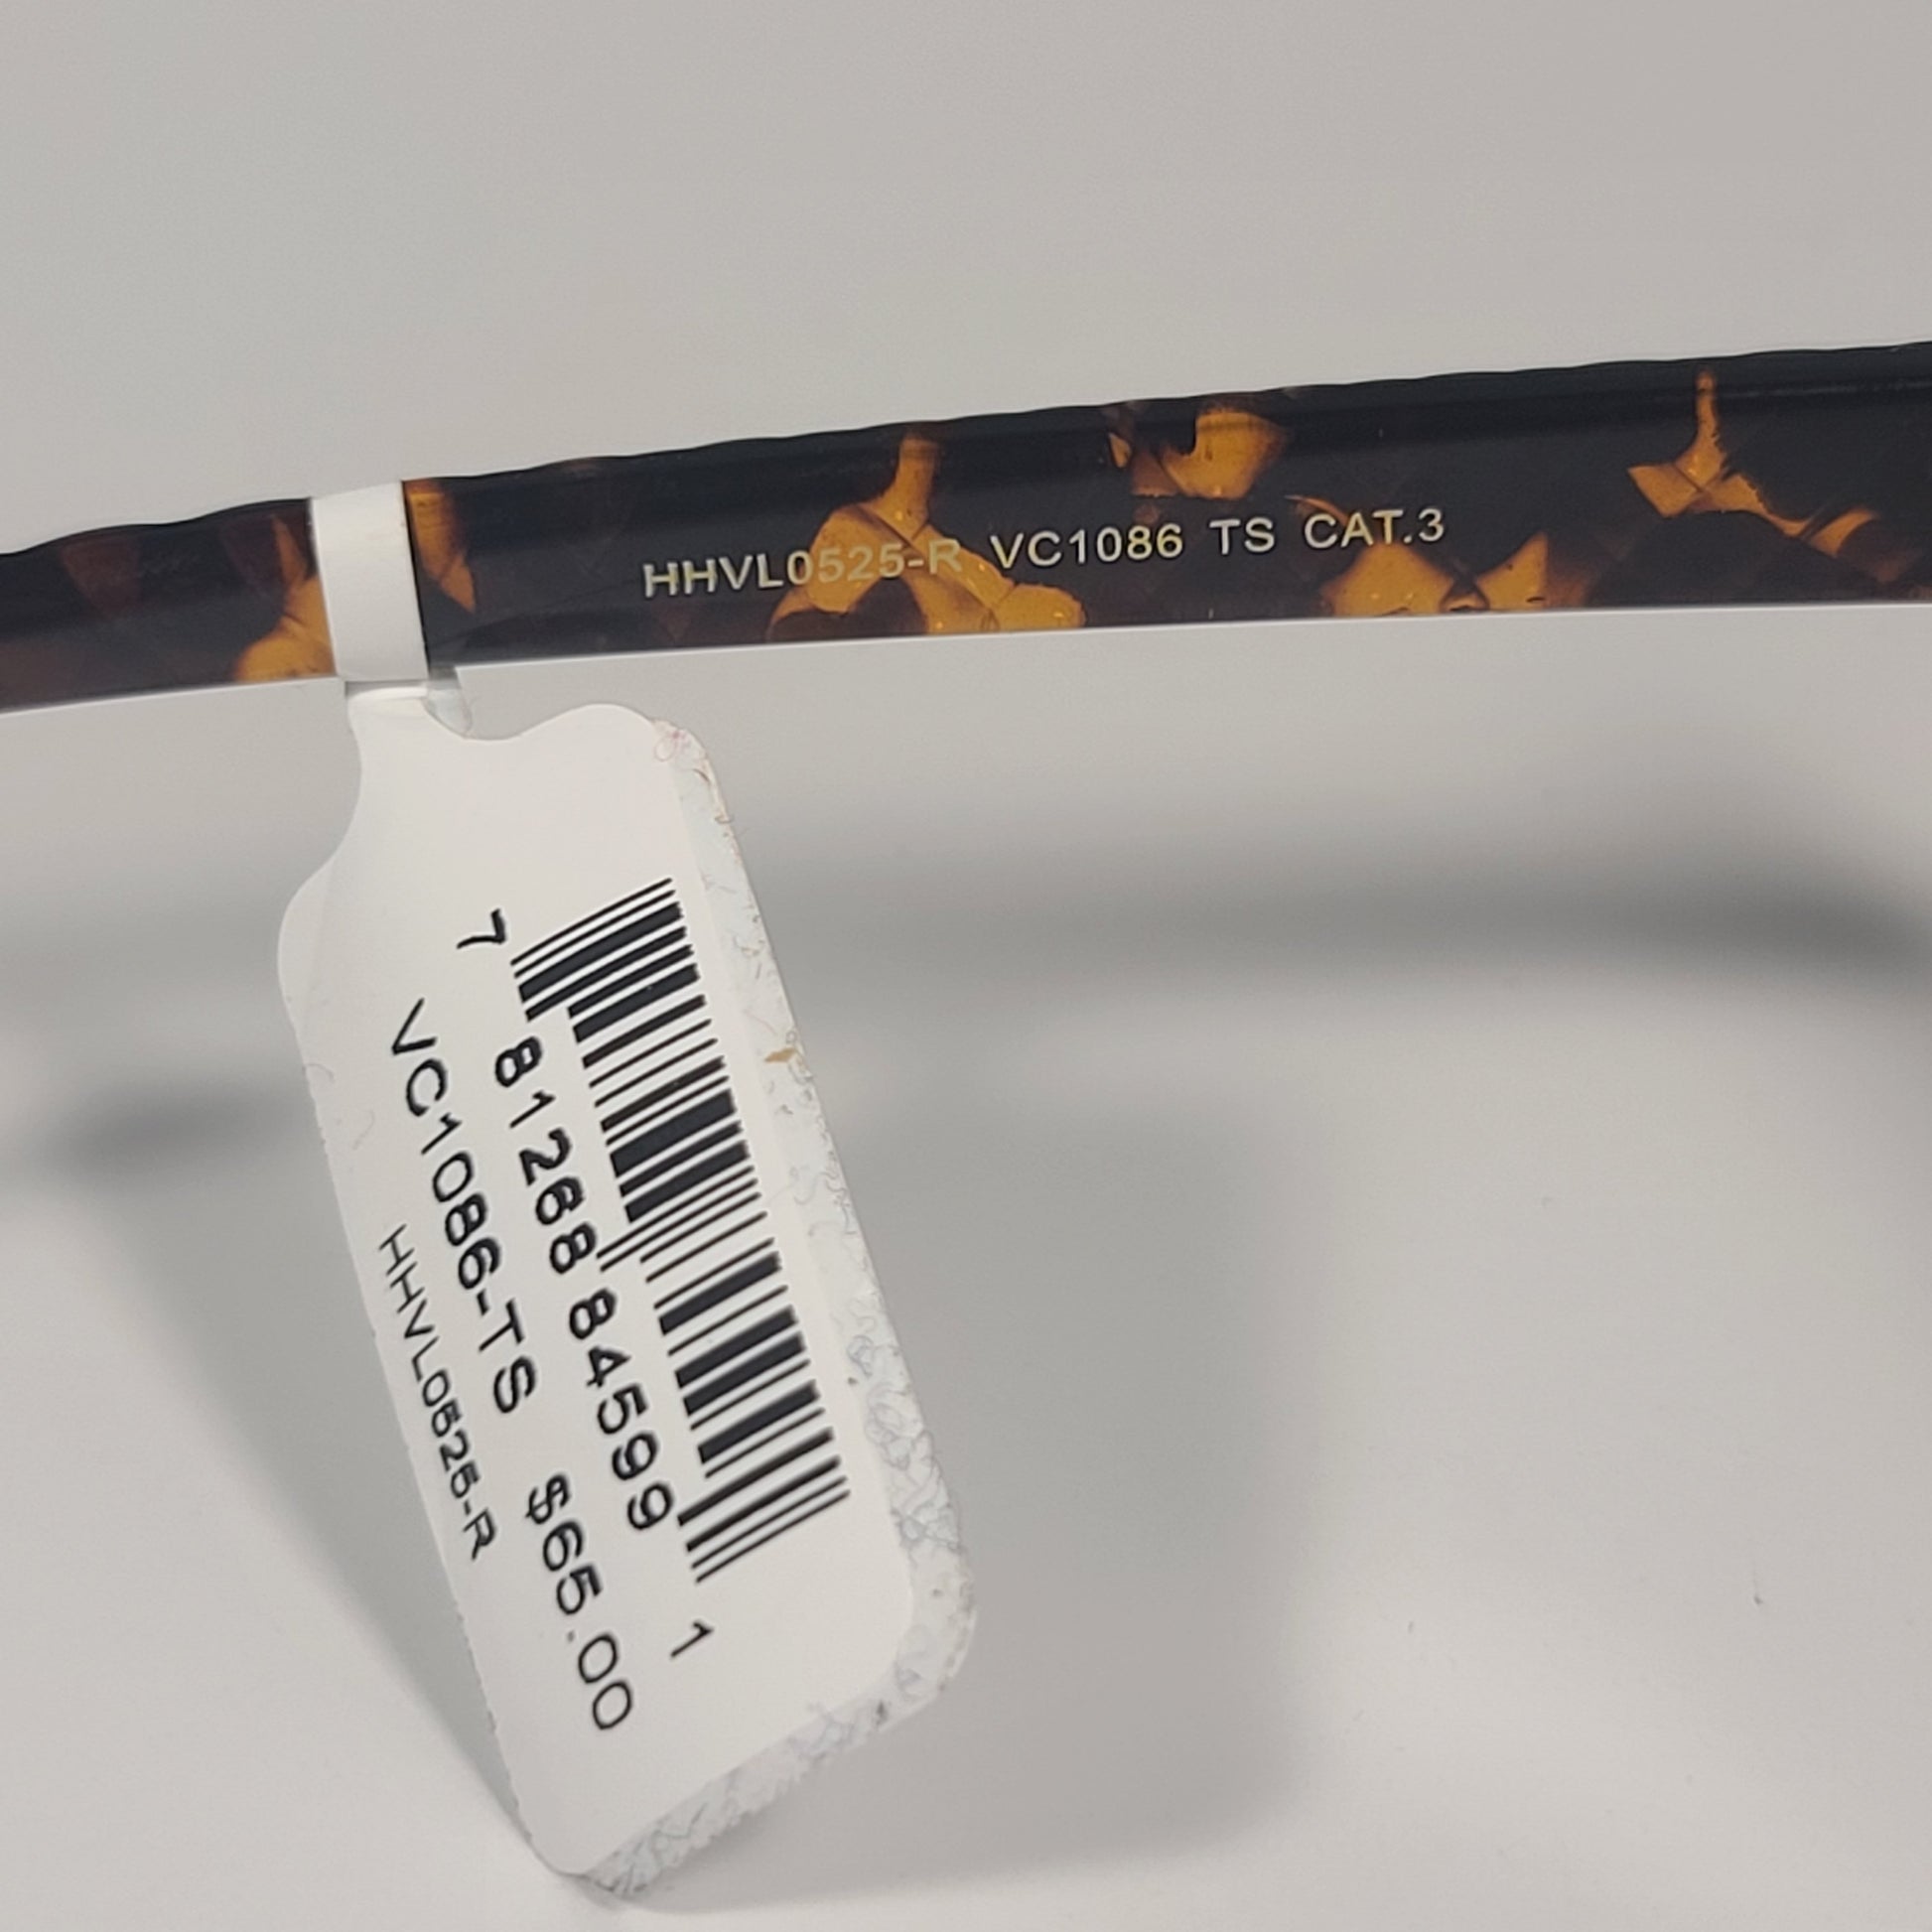 HHVL0525-R VC1086 TS CAT.3
7 81268 84599 1
VC1086-TS $65.00
HHVL0525-R